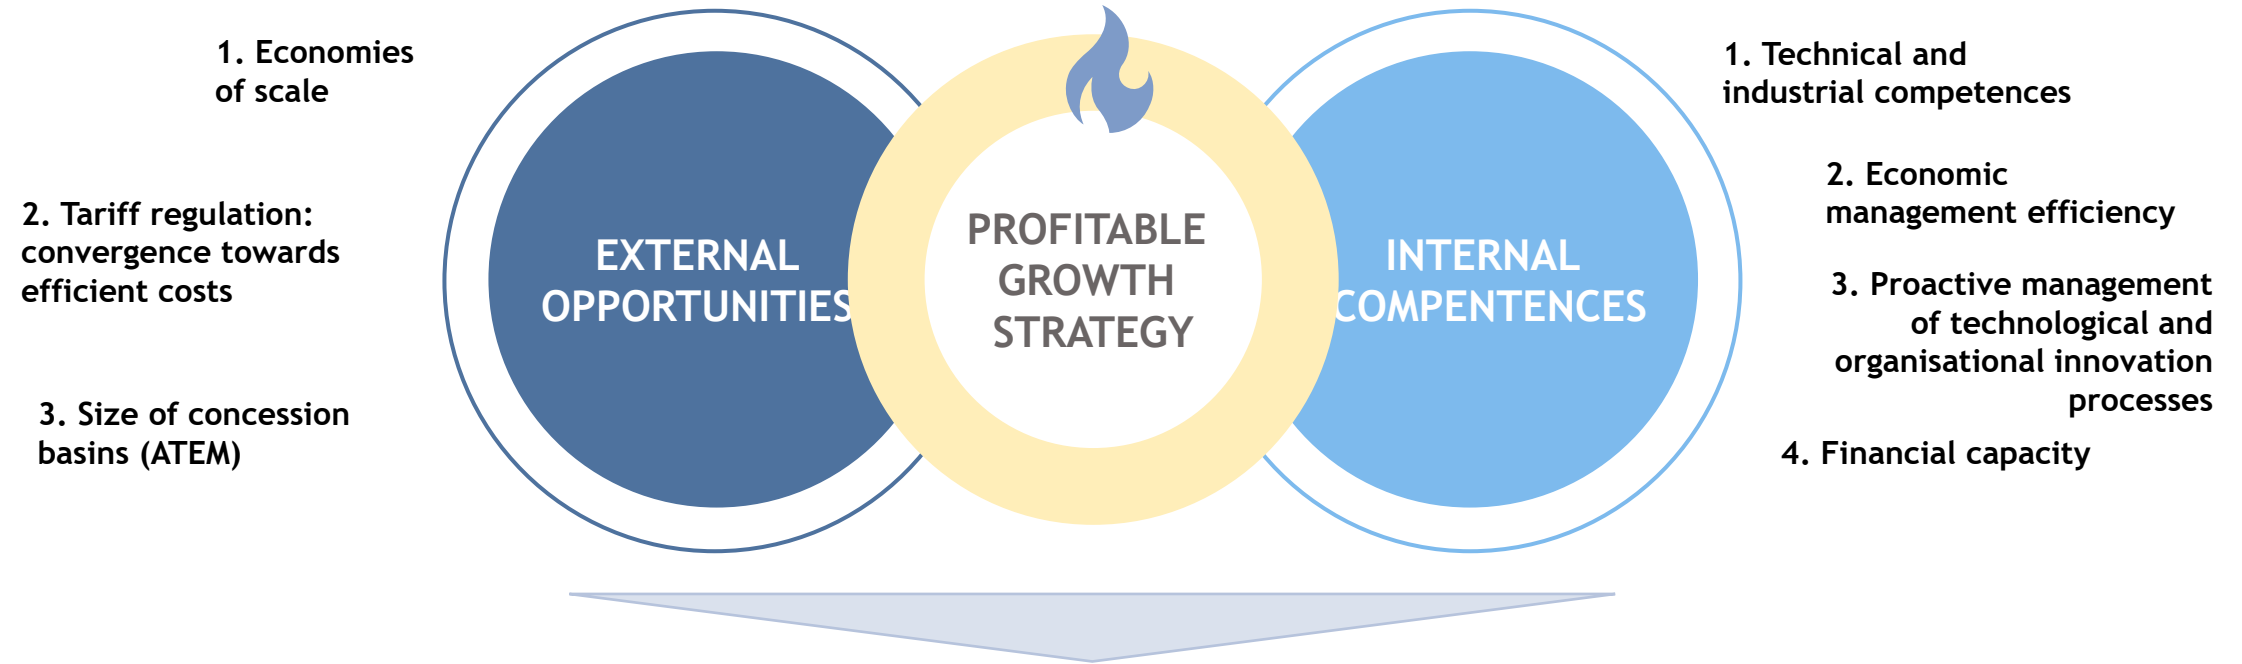 1. Economies
of scale
2. Tariff regulation:
convergence towards
efficient costs
3. Size of concession
basins (ATEM)
EXTERNAL
OPPORTUNITIES
PROFITABLE
GROWTH
STRATEGY
INTERNAL
COMPENTENCES
1. Technical and
industrial competences
2. Economic
management efficiency
3. Proactive management
of technological and
organisational innovation
processes
4. Financial capacity